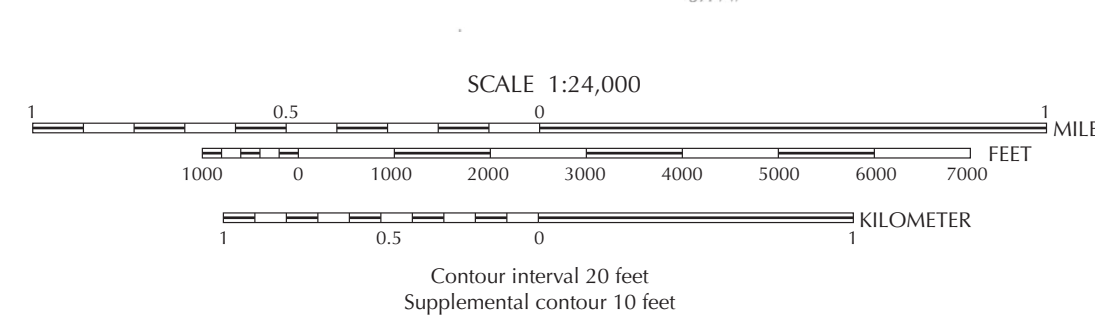 SCALE 1:24,000
1 0.5 0 1
MILE
1000 0 1000 2000 3000 4000 5000 6000 7000
FEET
KILOMETER
1 0.5 0 1
Contour interval 20 feet
Supplemental contour 10 feet